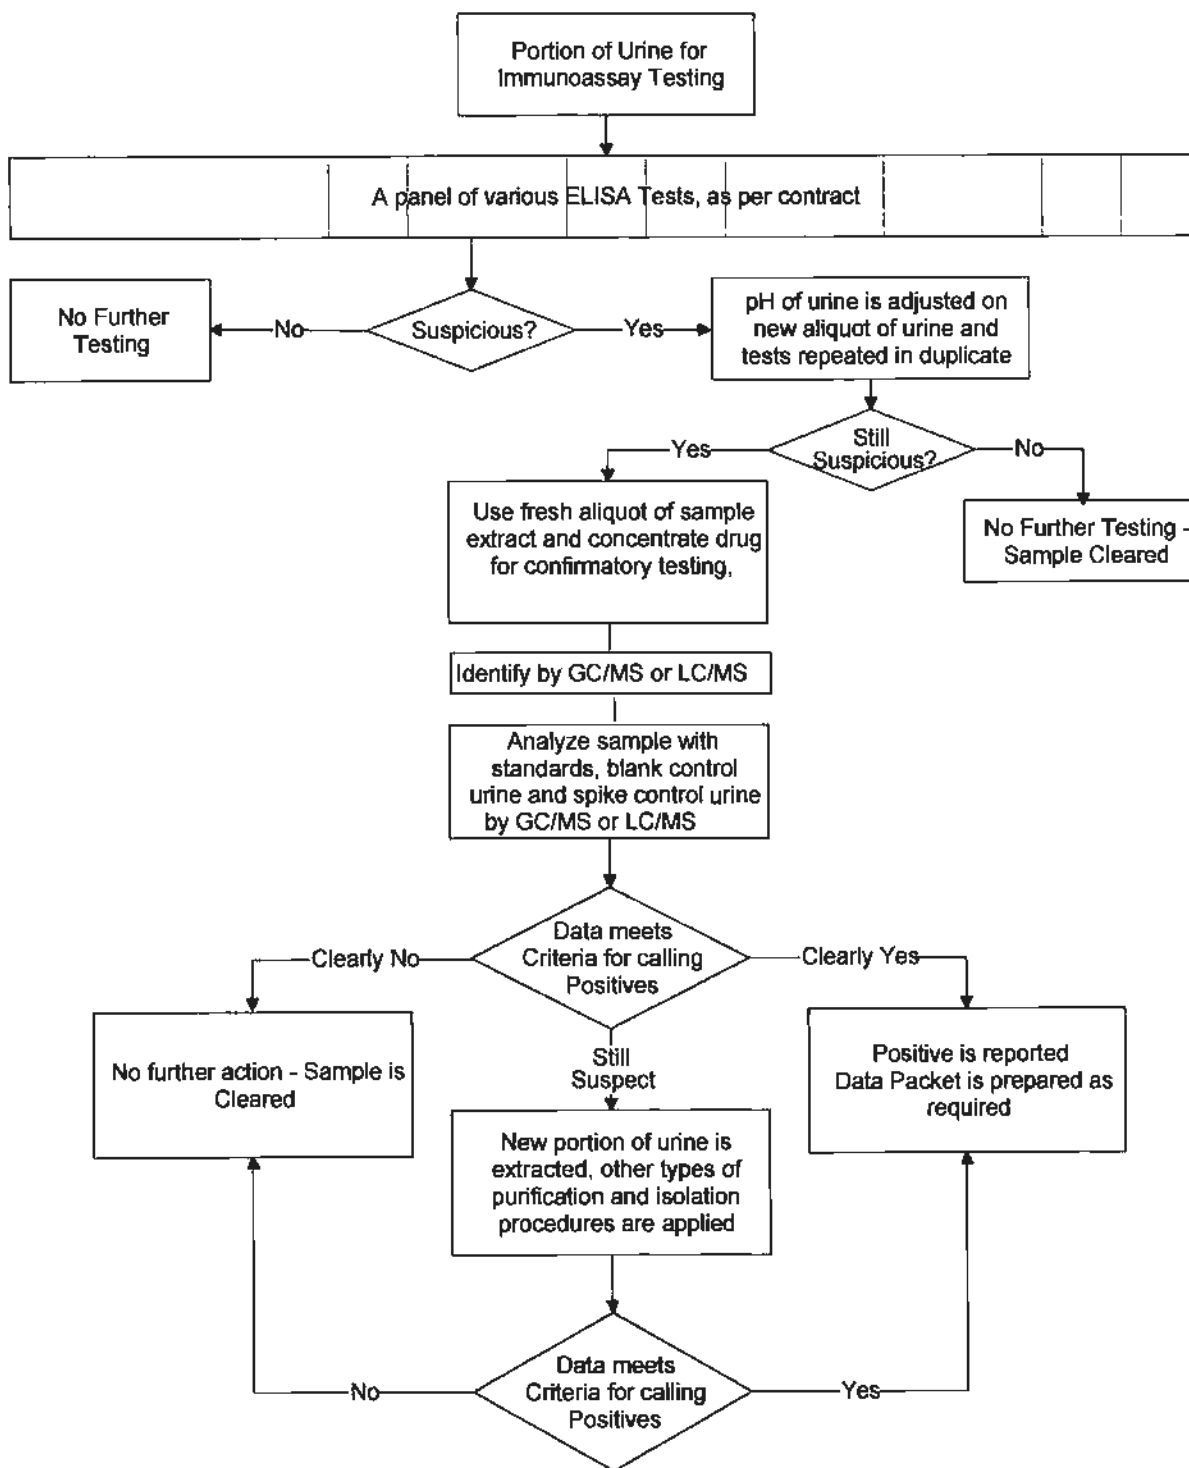 Portion of Urine for
Immunoassay Testing
A panel of various ELISA Tests, as per contract
No Further
Testing
No
Suspicious?
Yes
pH of urine is adjusted on
new aliquot of urine and
tests repeated in duplicate
Yes
Still
Suspicious?
No
Use fresh aliquot of sample
extract and concentrate drug
for confirmatory testing,
No Further Testing -
Sample Cleared
Identify by GC/MS or LC/MS
Analyze sample with
standards, blank control
urine and spike control urine
by GC/MS or LC/MS
Data meets
Criteria for calling
Positives
Clearly No
Clearly Yes
No further action - Sample is
Cleared
Still
Suspect
Positive is reported
Data Packet is prepared as
required
New portion of urine is
extracted, other types of
purification and isolation
procedures are applied
Data meets
Criteria for calling
Positives
No
Yes